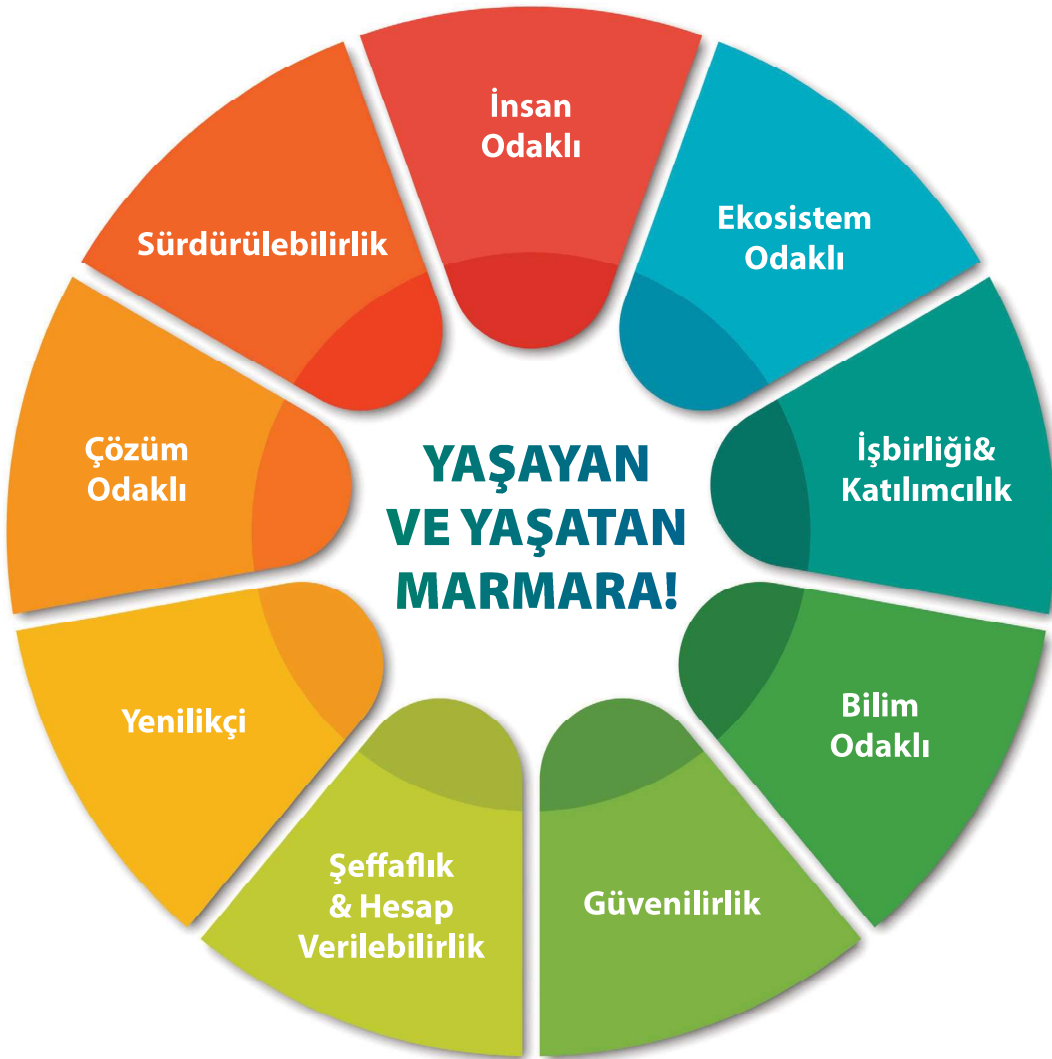 İnsan
Odaklı
Ekosistem
Odaklı
İşbirliği&
Katılımcılık
Bilim
Odaklı
Güvenilirlik
Şeffaflık
& Hesap
Verilebilirlik
Yenilikçi
Çözüm
Odaklı
Sürdürülebilirlik
YAŞAYAN
VE YAŞATAN
MARMARA!